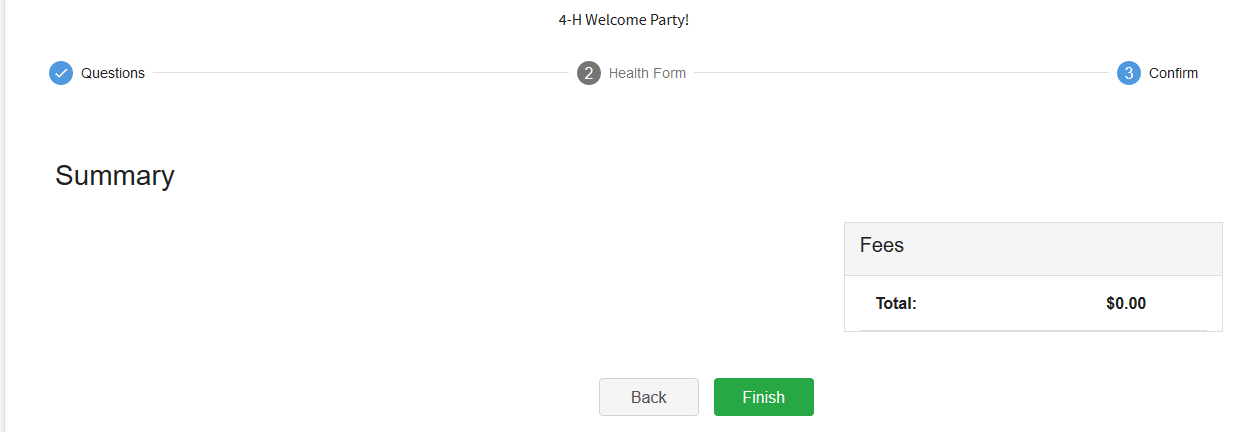 4-H Welcome Party!
Questions
2 Health Form
3 Confirm
Summary
Fees
Total: $0.00
Back
Finish